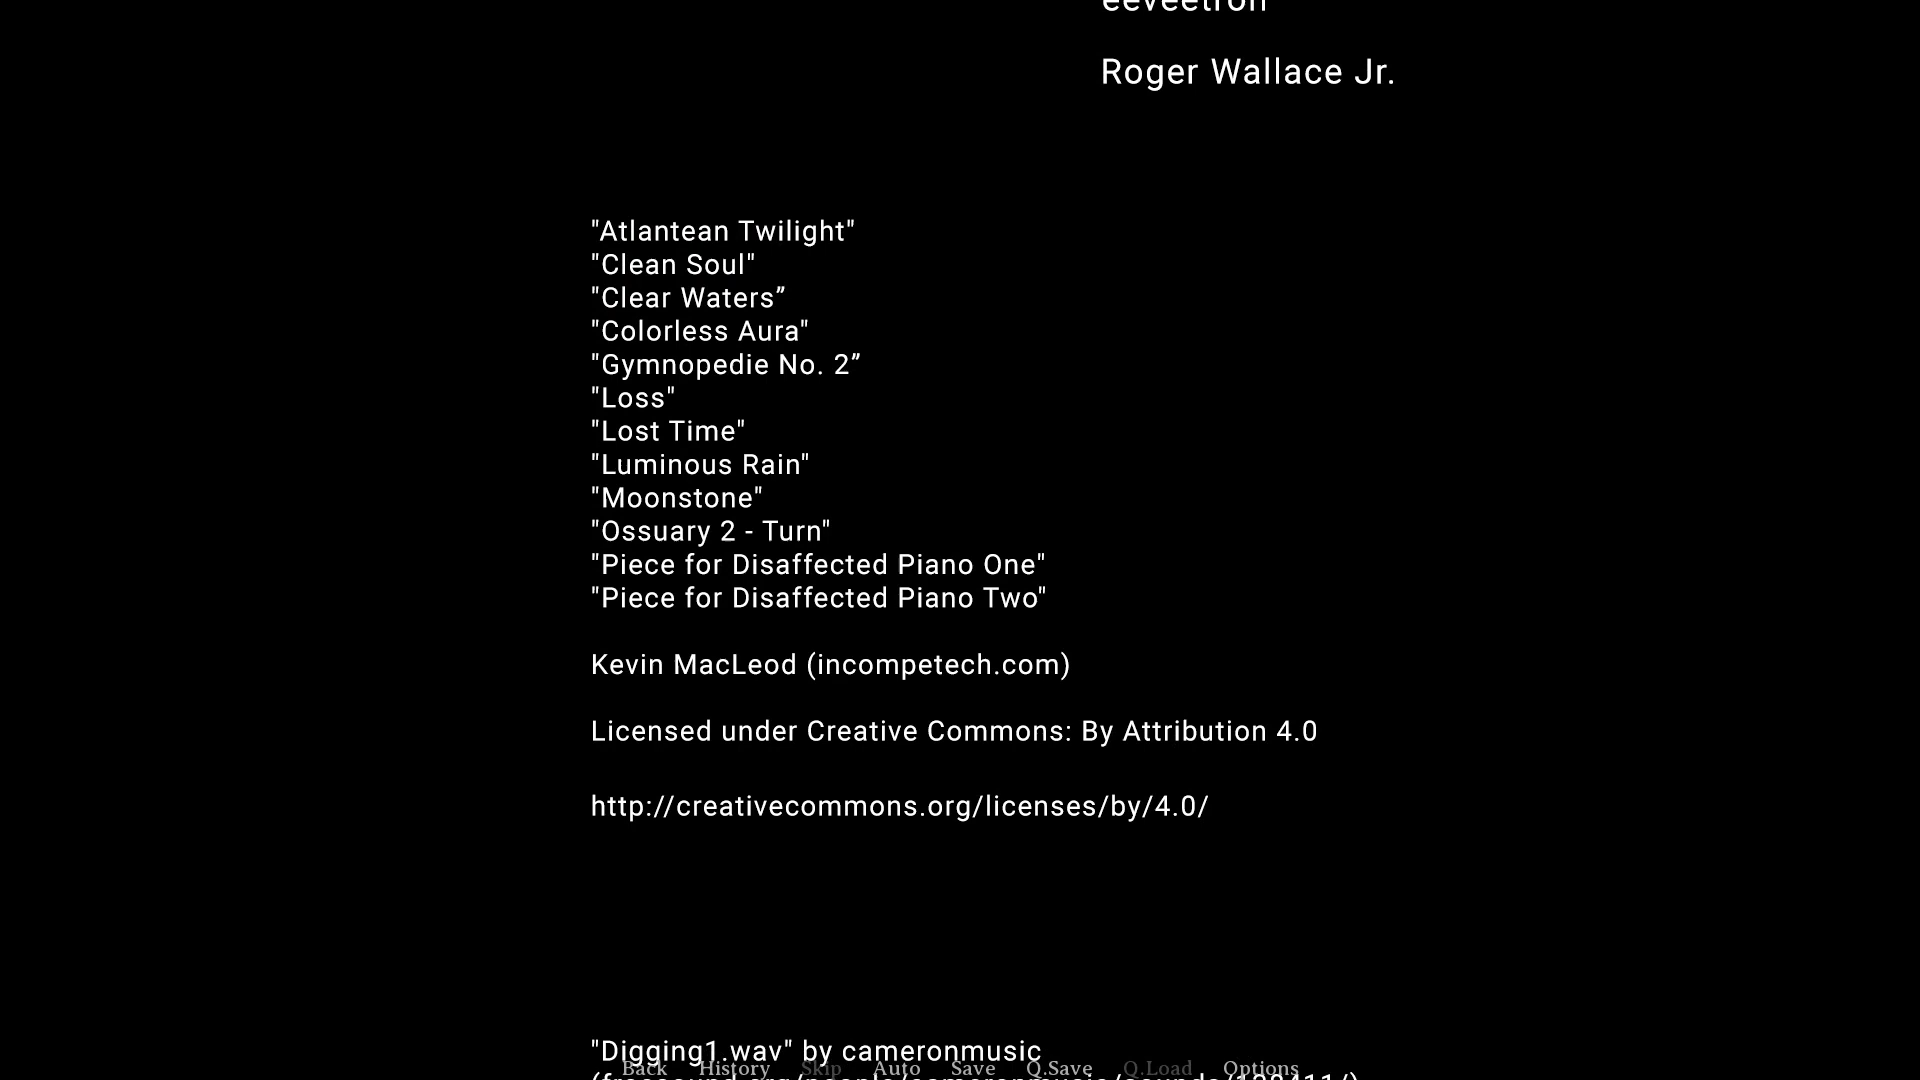 eeveetron
Roger Wallace Jr.
"Atlantean Twilight"
"Clean Soul"
"Clear Waters”
"Colorless Aura"
"Gymnopedie No. 2”
"Loss"
"Lost Time"
"Luminous Rain"
"Moonstone"
"Ossuary 2 - Turn"
"Piece for Disaffected Piano One"
"Piece for Disaffected Piano Two"
Kevin MacLeod (incompetech.com)
Licensed under Creative Commons: By Attribution 4.0
http://creativecommons.org/licenses/by/4.0/
"Digging1.wav" by cameronmusic
Back History Skip Auto Save Q.Save Q.Load Options